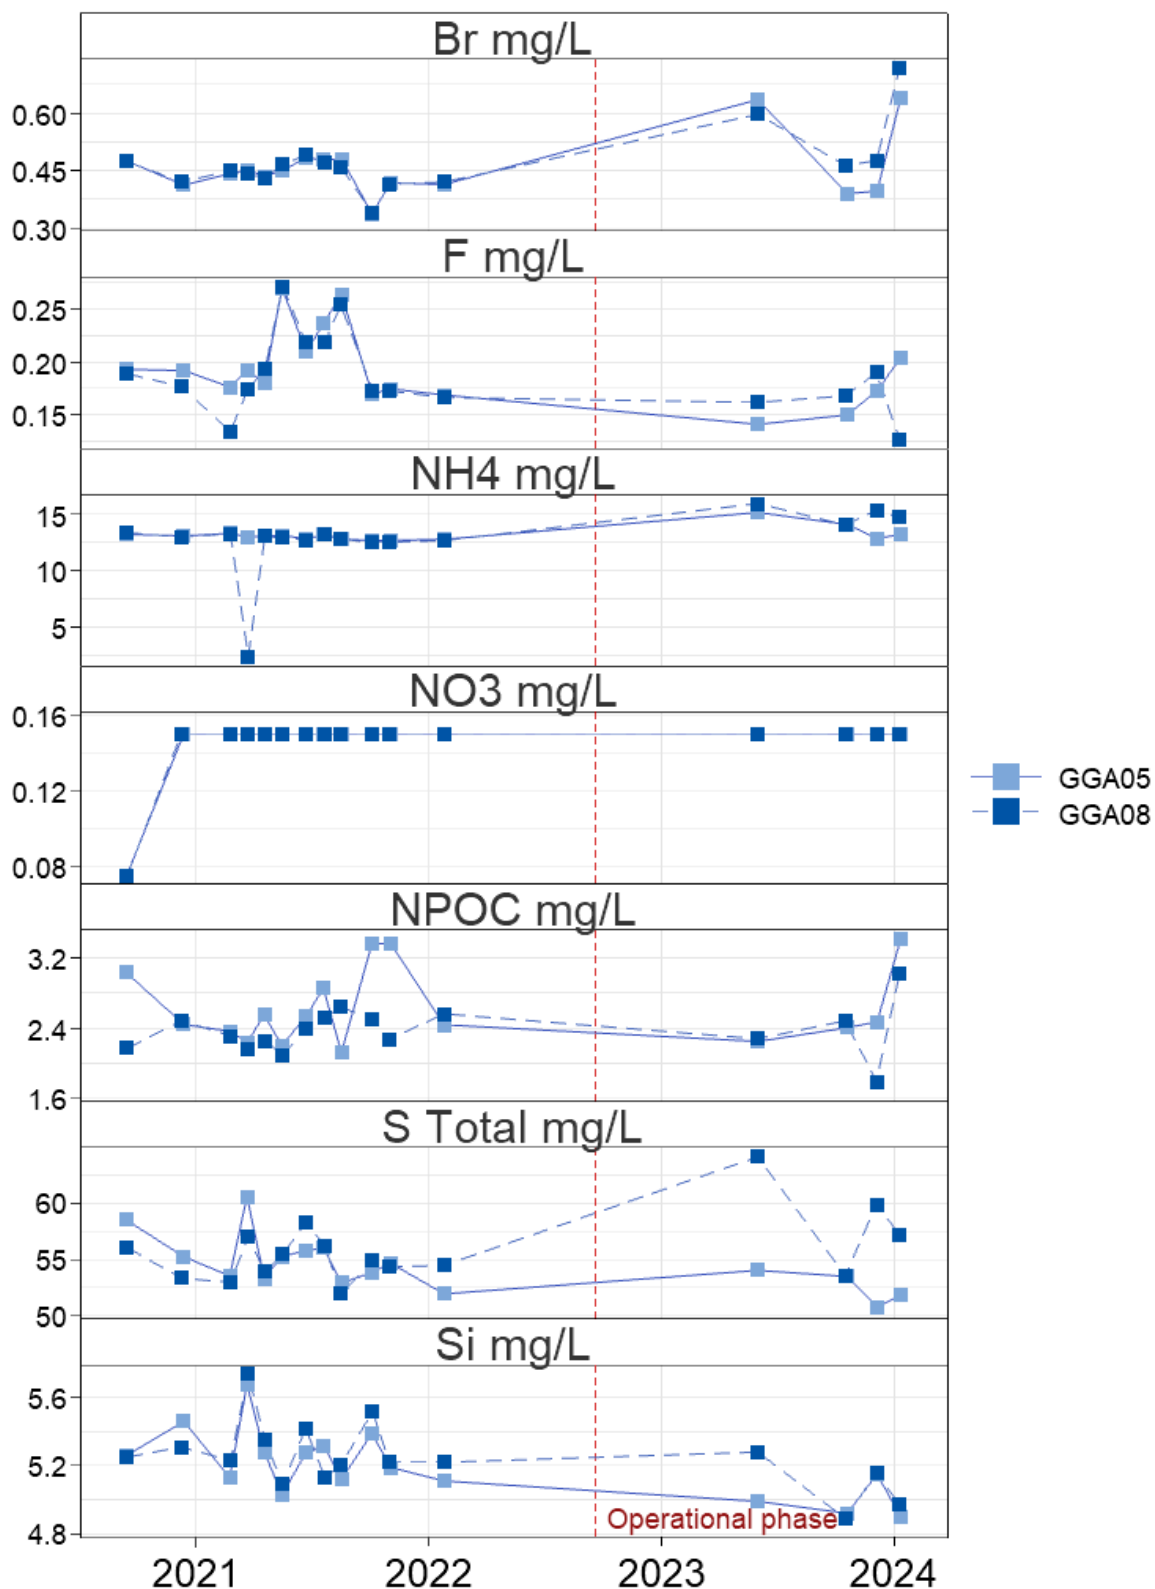 Br mg/L
0.60
0.45
0.30
F mg/L
0.25
0.20
0.15
NH4 mg/L
15
10
5
NO3 mg/L
0.16
0.12
0.08
GGA05
GGA08
NPOC mg/L
3.2
2.4
1.6
S Total mg/L
60
55
50
Si mg/L
5.6
5.2
4.8
Operational phase
2021 2022 2023 2024